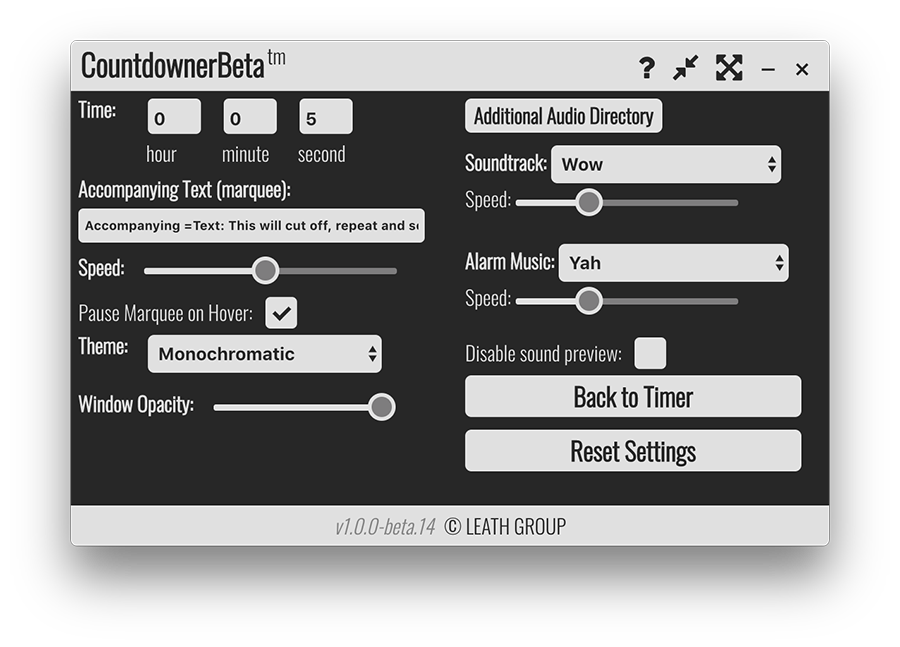 CountdownerBeta tm
?
Time:
0 0 5
hour minute second
Accompanying Text (marquee):
Accompanying =Text: This will cut off, repeat and s
Speed:
Pause Marquee on Hover:
Theme: Monochromatic
Window Opacity:
Additional Audio Directory
Soundtrack: Wow
Speed:
Alarm Music: Yah
Speed:
Disable sound preview:
Back to Timer
Reset Settings
v1.0.0-beta.14 © LEATH GROUP